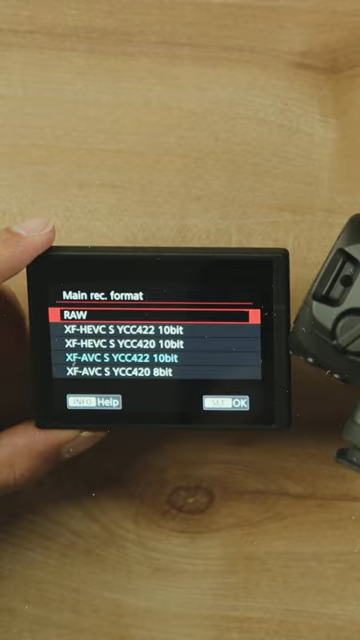 Main rec. format
RAW
XF-HEVC S YCC422 10bit
XF-HEVC S YCC420 10bit
XF-AVC S YCC422 10bit
XF-AVC S YCC420 8bit
INFO Help
SET OK